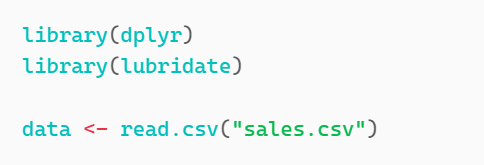 library(dplyr)
library(lubridate)
data <- read.csv("sales.csv")